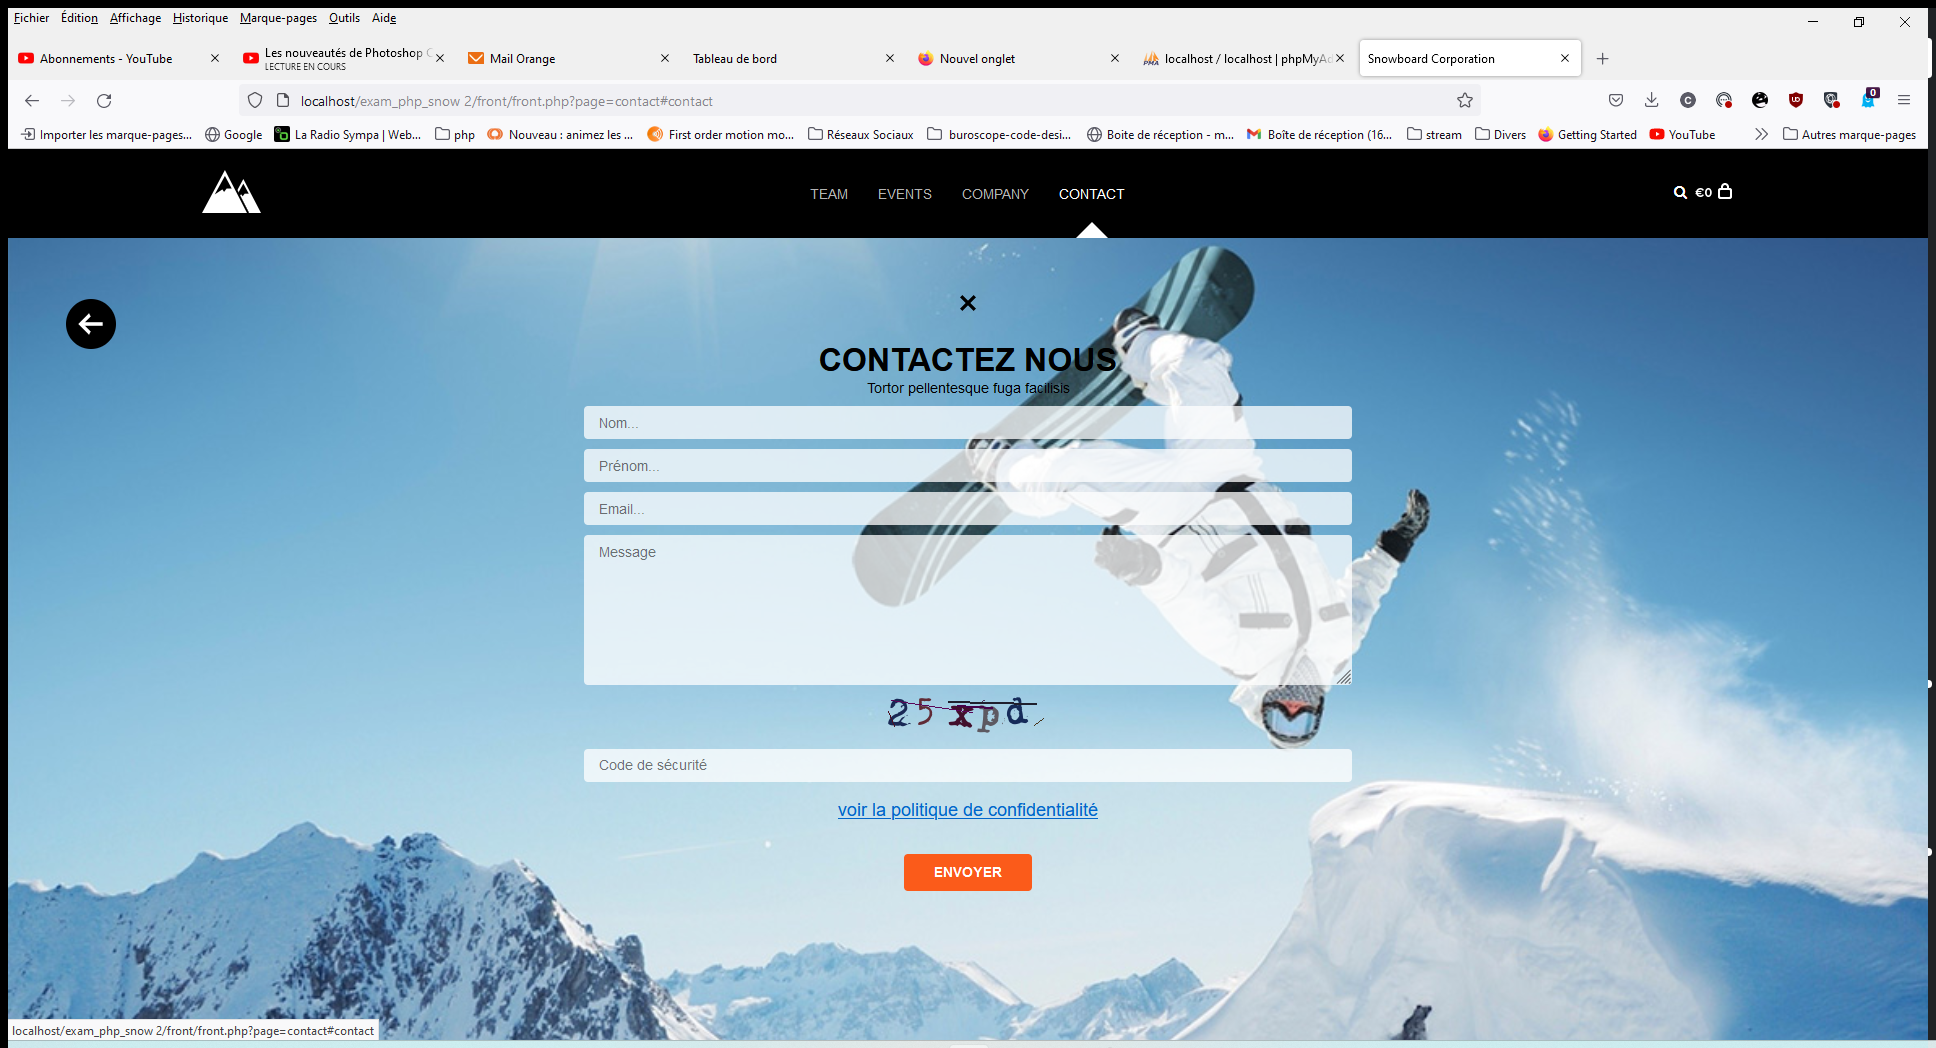 Fichier Édition Affichage Historique Marque-pages Outils Aide
Abonnements - YouTube
Les nouveautés de Photoshop
LECTURE EN COURS
Mail Orange
Tableau de bord
Nouvel onglet
localhost / localhost | phpMyAd
Snowboard Corporation
localhost/exam_php_snow 2/front/front.php?page=contact#contact
0
Importer les marque-pages...
Google
La Radio Sympa | Web...
php
Nouveau : animez les ...
First order motion mo...
Réseaux Sociaux
buroscope-code-desi...
Boite de réception - m...
Boîte de réception (16...
stream
Divers
Getting Started
YouTube
Autres marque-pages
TEAM EVENTS COMPANY CONTACT
€0
CONTACTEZ NOUS
Tortor pellentesque fuga facilisis
Nom...
Prénom...
Email...
Message
25xpd
Code de sécurité
voir la politique de confidentialité
ENVOYER
localhost/exam_php_snow 2/front/front.php?page=contact#contact